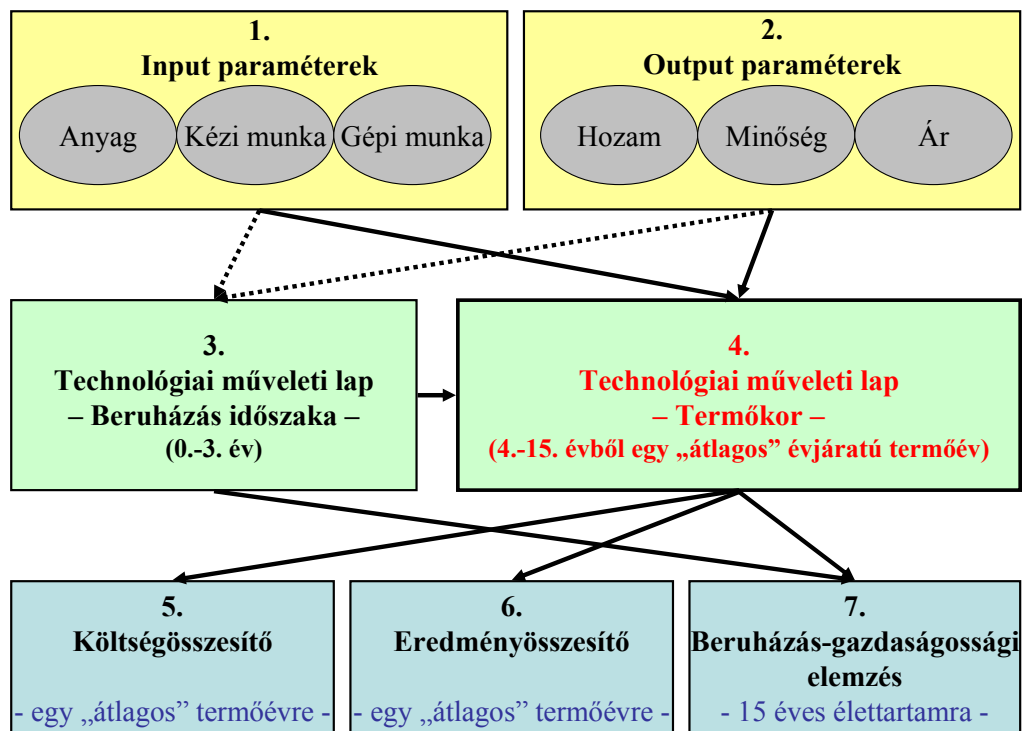 1.
Input paraméterek
Anyag
Kézi munka
Gépi munka
2.
Output paraméterek
Hozam
Minőség
Ár
3.
Technológiai műveleti lap
– Beruházás időszaka –
(0.-3. év)
4.
Technológiai műveleti lap
– Termőkor –
(4.-15. évből egy „átlagos” évjáratú termőév)
5.
Költségösszesítő
- egy „átlagos” termőévre -
6.
Eredményösszesítő
- egy „átlagos” termőévre -
7.
Beruházás-gazdaságossági
elemzés
- 15 éves élettartamra -